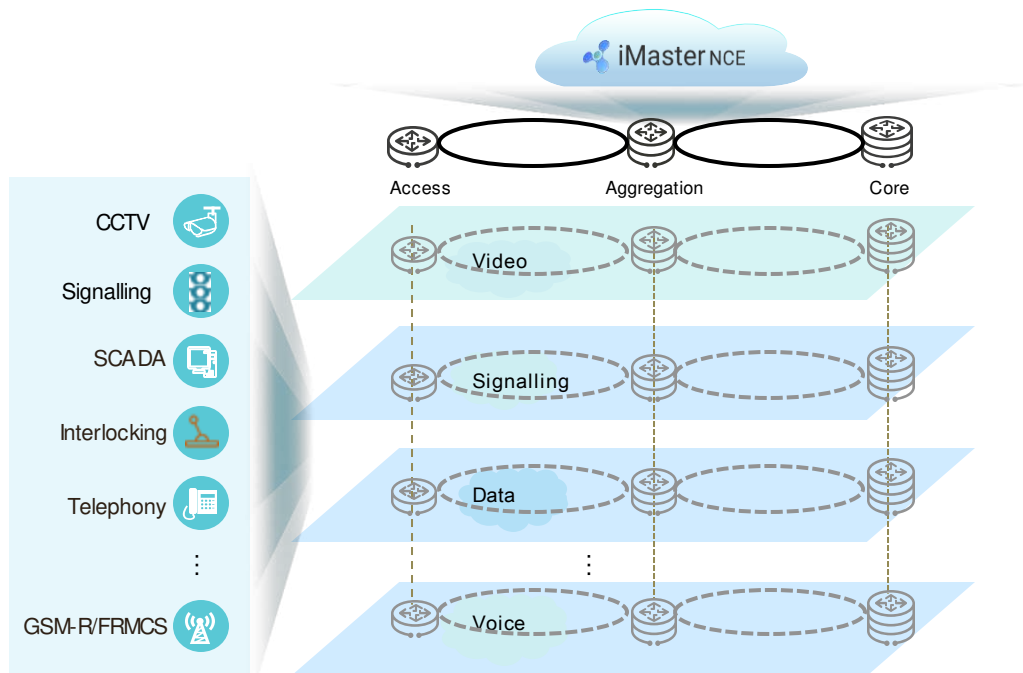 iMaster NCE
Access
Aggregation
Core
CCTV
Signalling
SCADA
Interlocking
Telephony
⋮
GSM-R/FRMCS
Video
Signalling
Data
⋮
Voice